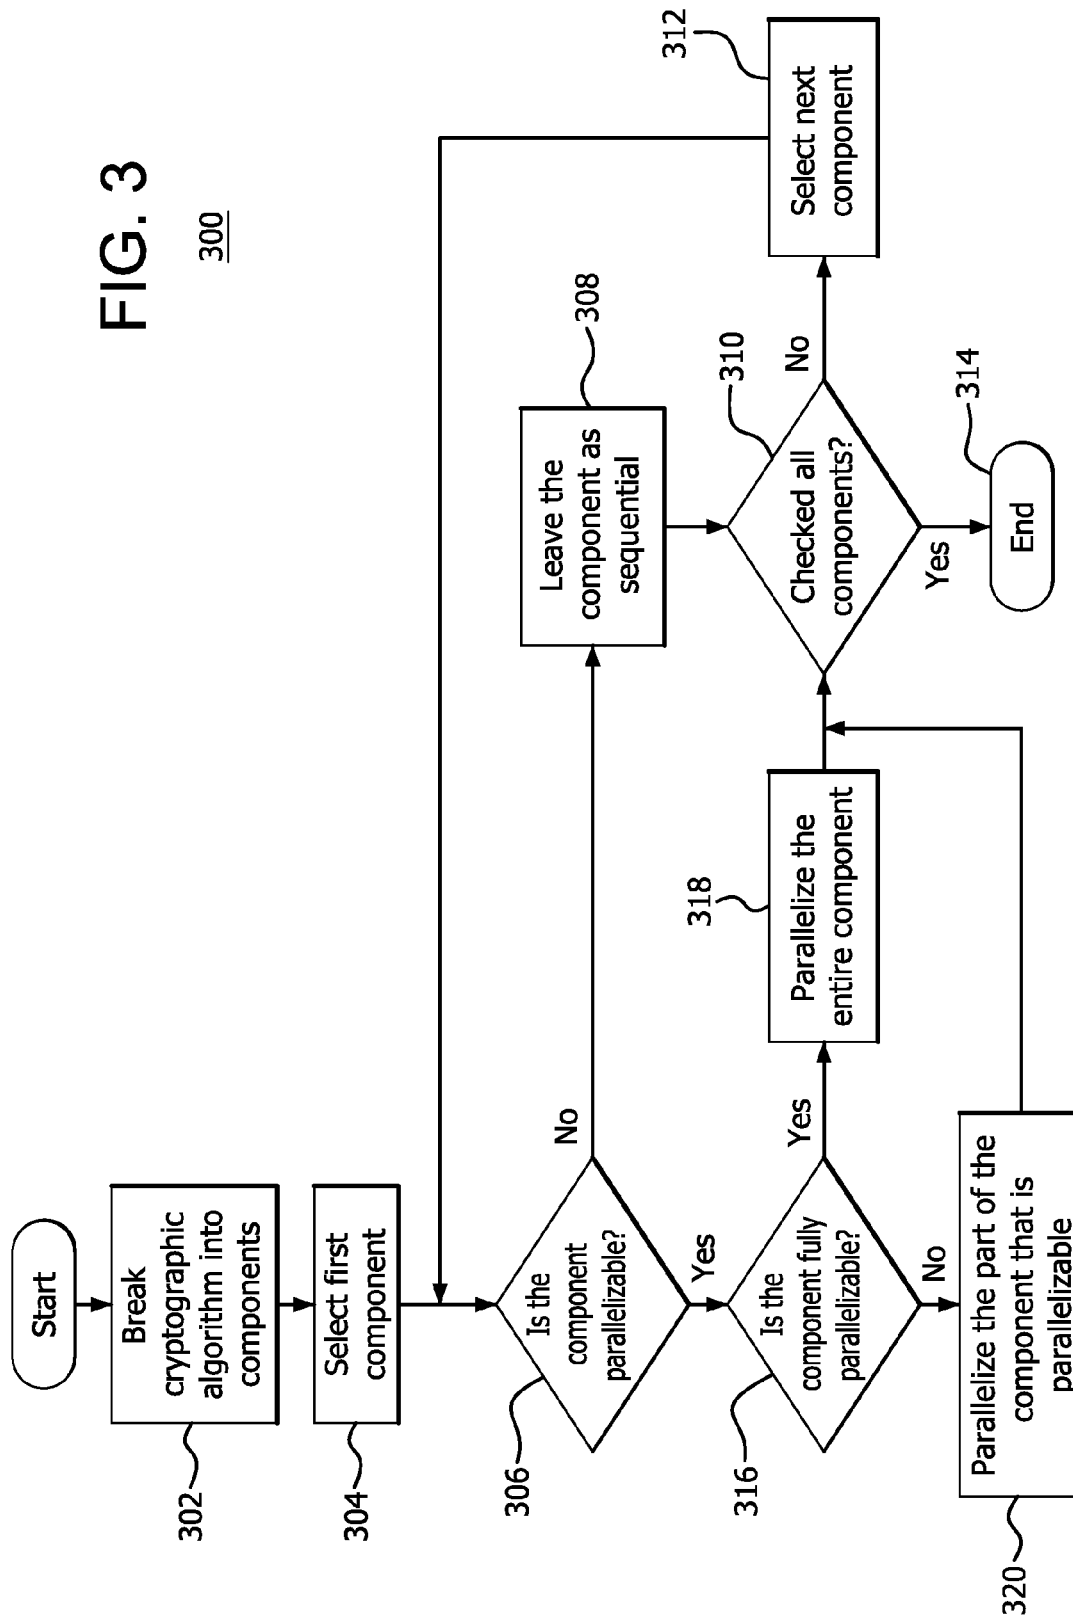 FIG. 3
300
Start
Break
cryptographic
algorithm into
components
302
Select first
component
304
Is the
component
parallelizable?
306
No
Yes
Leave the
component as
sequential
308
Is the
component fully
parallelizable?
316
Yes
No
Parallelize the
entire component
318
Parallelize the part of the
component that is
parallelizable
320
Checked all
components?
310
No
Yes
Select next
component
312
End
314